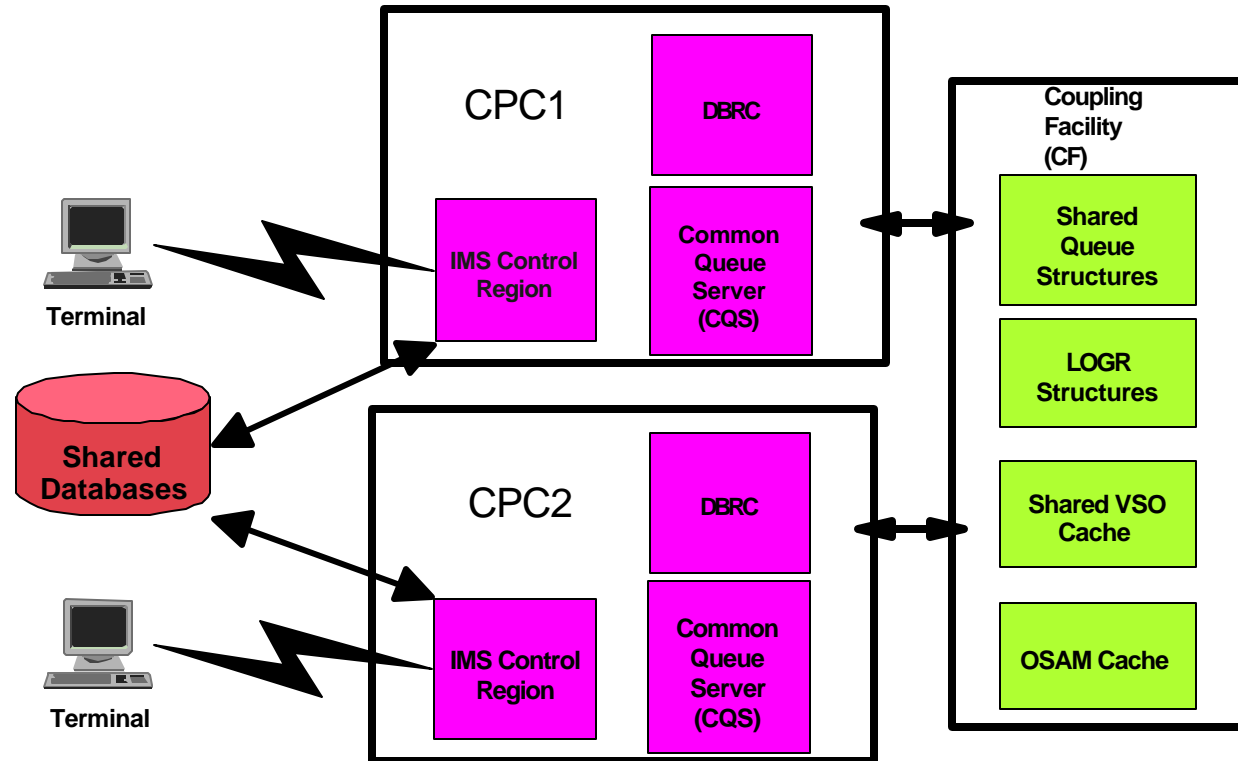 CPC1
DBRC
IMS Control
Region
Common
Queue
Server
(CQS)
Terminal
Shared
Databases
CPC2
DBRC
IMS Control
Region
Common
Queue
Server
(CQS)
Terminal
Coupling
Facility
(CF)
Shared
Queue
Structures
LOGR
Structures
Shared VSO
Cache
OSAM Cache